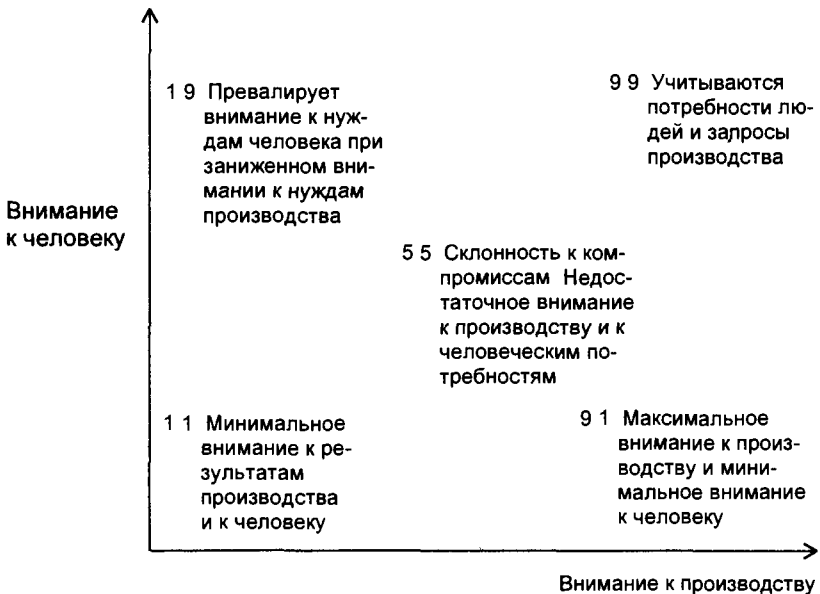 1 9 Превалирует
внимание к нуж-
дам человека при
заниженном вни-
мании к нуждам
производства
9 9 Учитываются
потребности лю-
дей и запросы
производства
Внимание
к человеку
5 5 Склонность к ком-
промиссам Недос-
таточное внимание
к производству и к
человеческим по-
требностям
1 1 Минимальное
внимание к ре-
зультатам
производства
и к человеку
9 1 Максимальное
внимание к произ-
водству и мини-
мальное внимание
к человеку
Внимание к производству